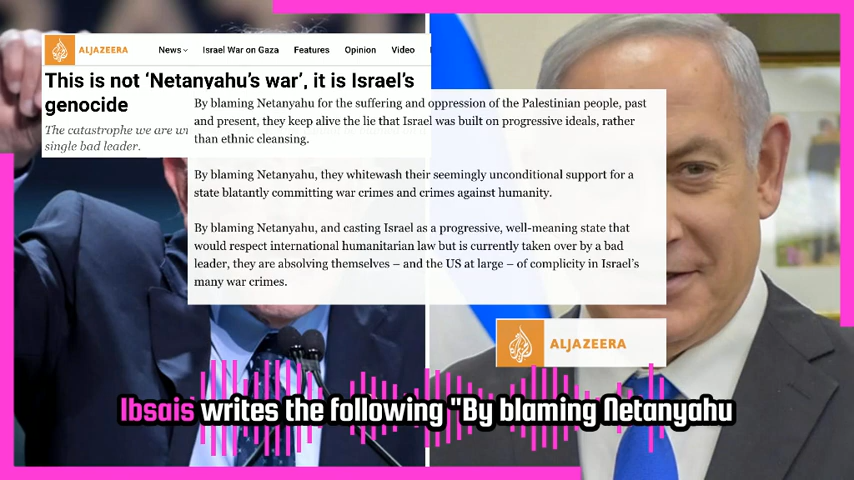 ALJAZEERA
News Israel War on Gaza Features Opinion Video
This is not ‘Netanyahu’s war’, it is Israel’s
genocide
The catastrophe we are
single bad leader.
By blaming Netanyahu for the suffering and oppression of the Palestinian people, past
and present, they keep alive the lie that Israel was built on progressive ideals, rather
than ethnic cleansing.
By blaming Netanyahu, they whitewash their seemingly unconditional support for a
state blatantly committing war crimes and crimes against humanity.
By blaming Netanyahu, and casting Israel as a progressive, well-meaning state that
would respect international humanitarian law but is currently taken over by a bad
leader, they are absolving themselves – and the US at large – of complicity in Israel’s
many war crimes.
ALJAZEERA
Ibsais writes the following "By blaming Netanyahu